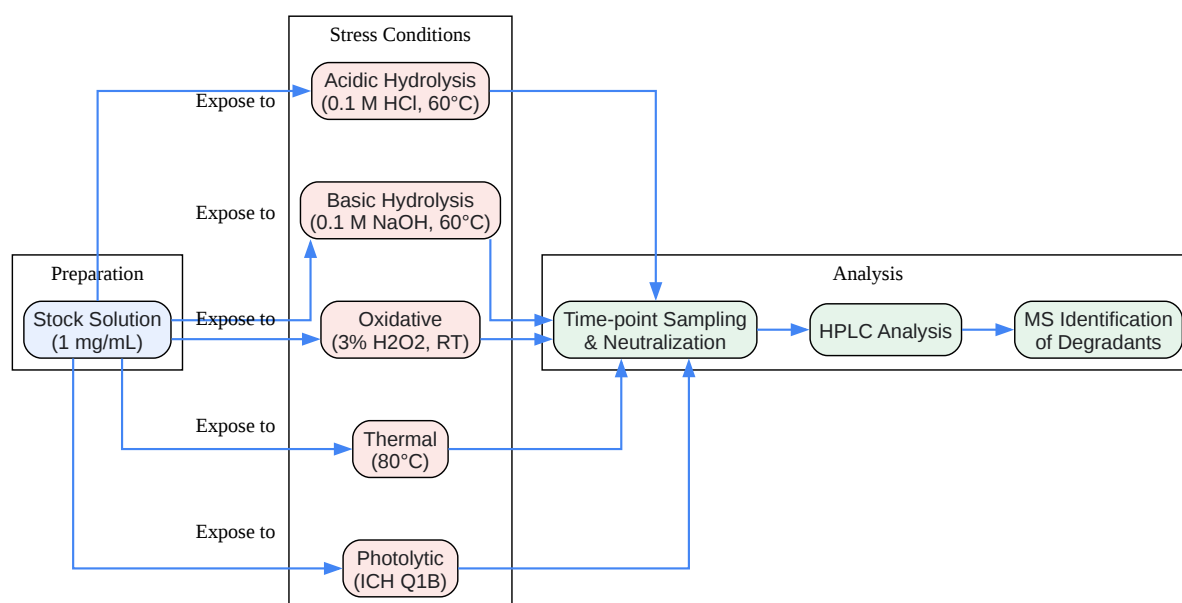 Stress Conditions
Acidic Hydrolysis
(0.1 M HCl, 60°C)
Expose to
Basic Hydrolysis
(0.1 M NaOH, 60°C)
Expose to
Preparation
Stock Solution
(1 mg/mL)
Expose to
Oxidative
(3% H2O2, RT)
Analysis
Time-point Sampling
& Neutralization
HPLC Analysis
MS Identification
of Degradants
Expose to
Thermal
(80°C)
Expose to
Photolytic
(ICH Q1B)